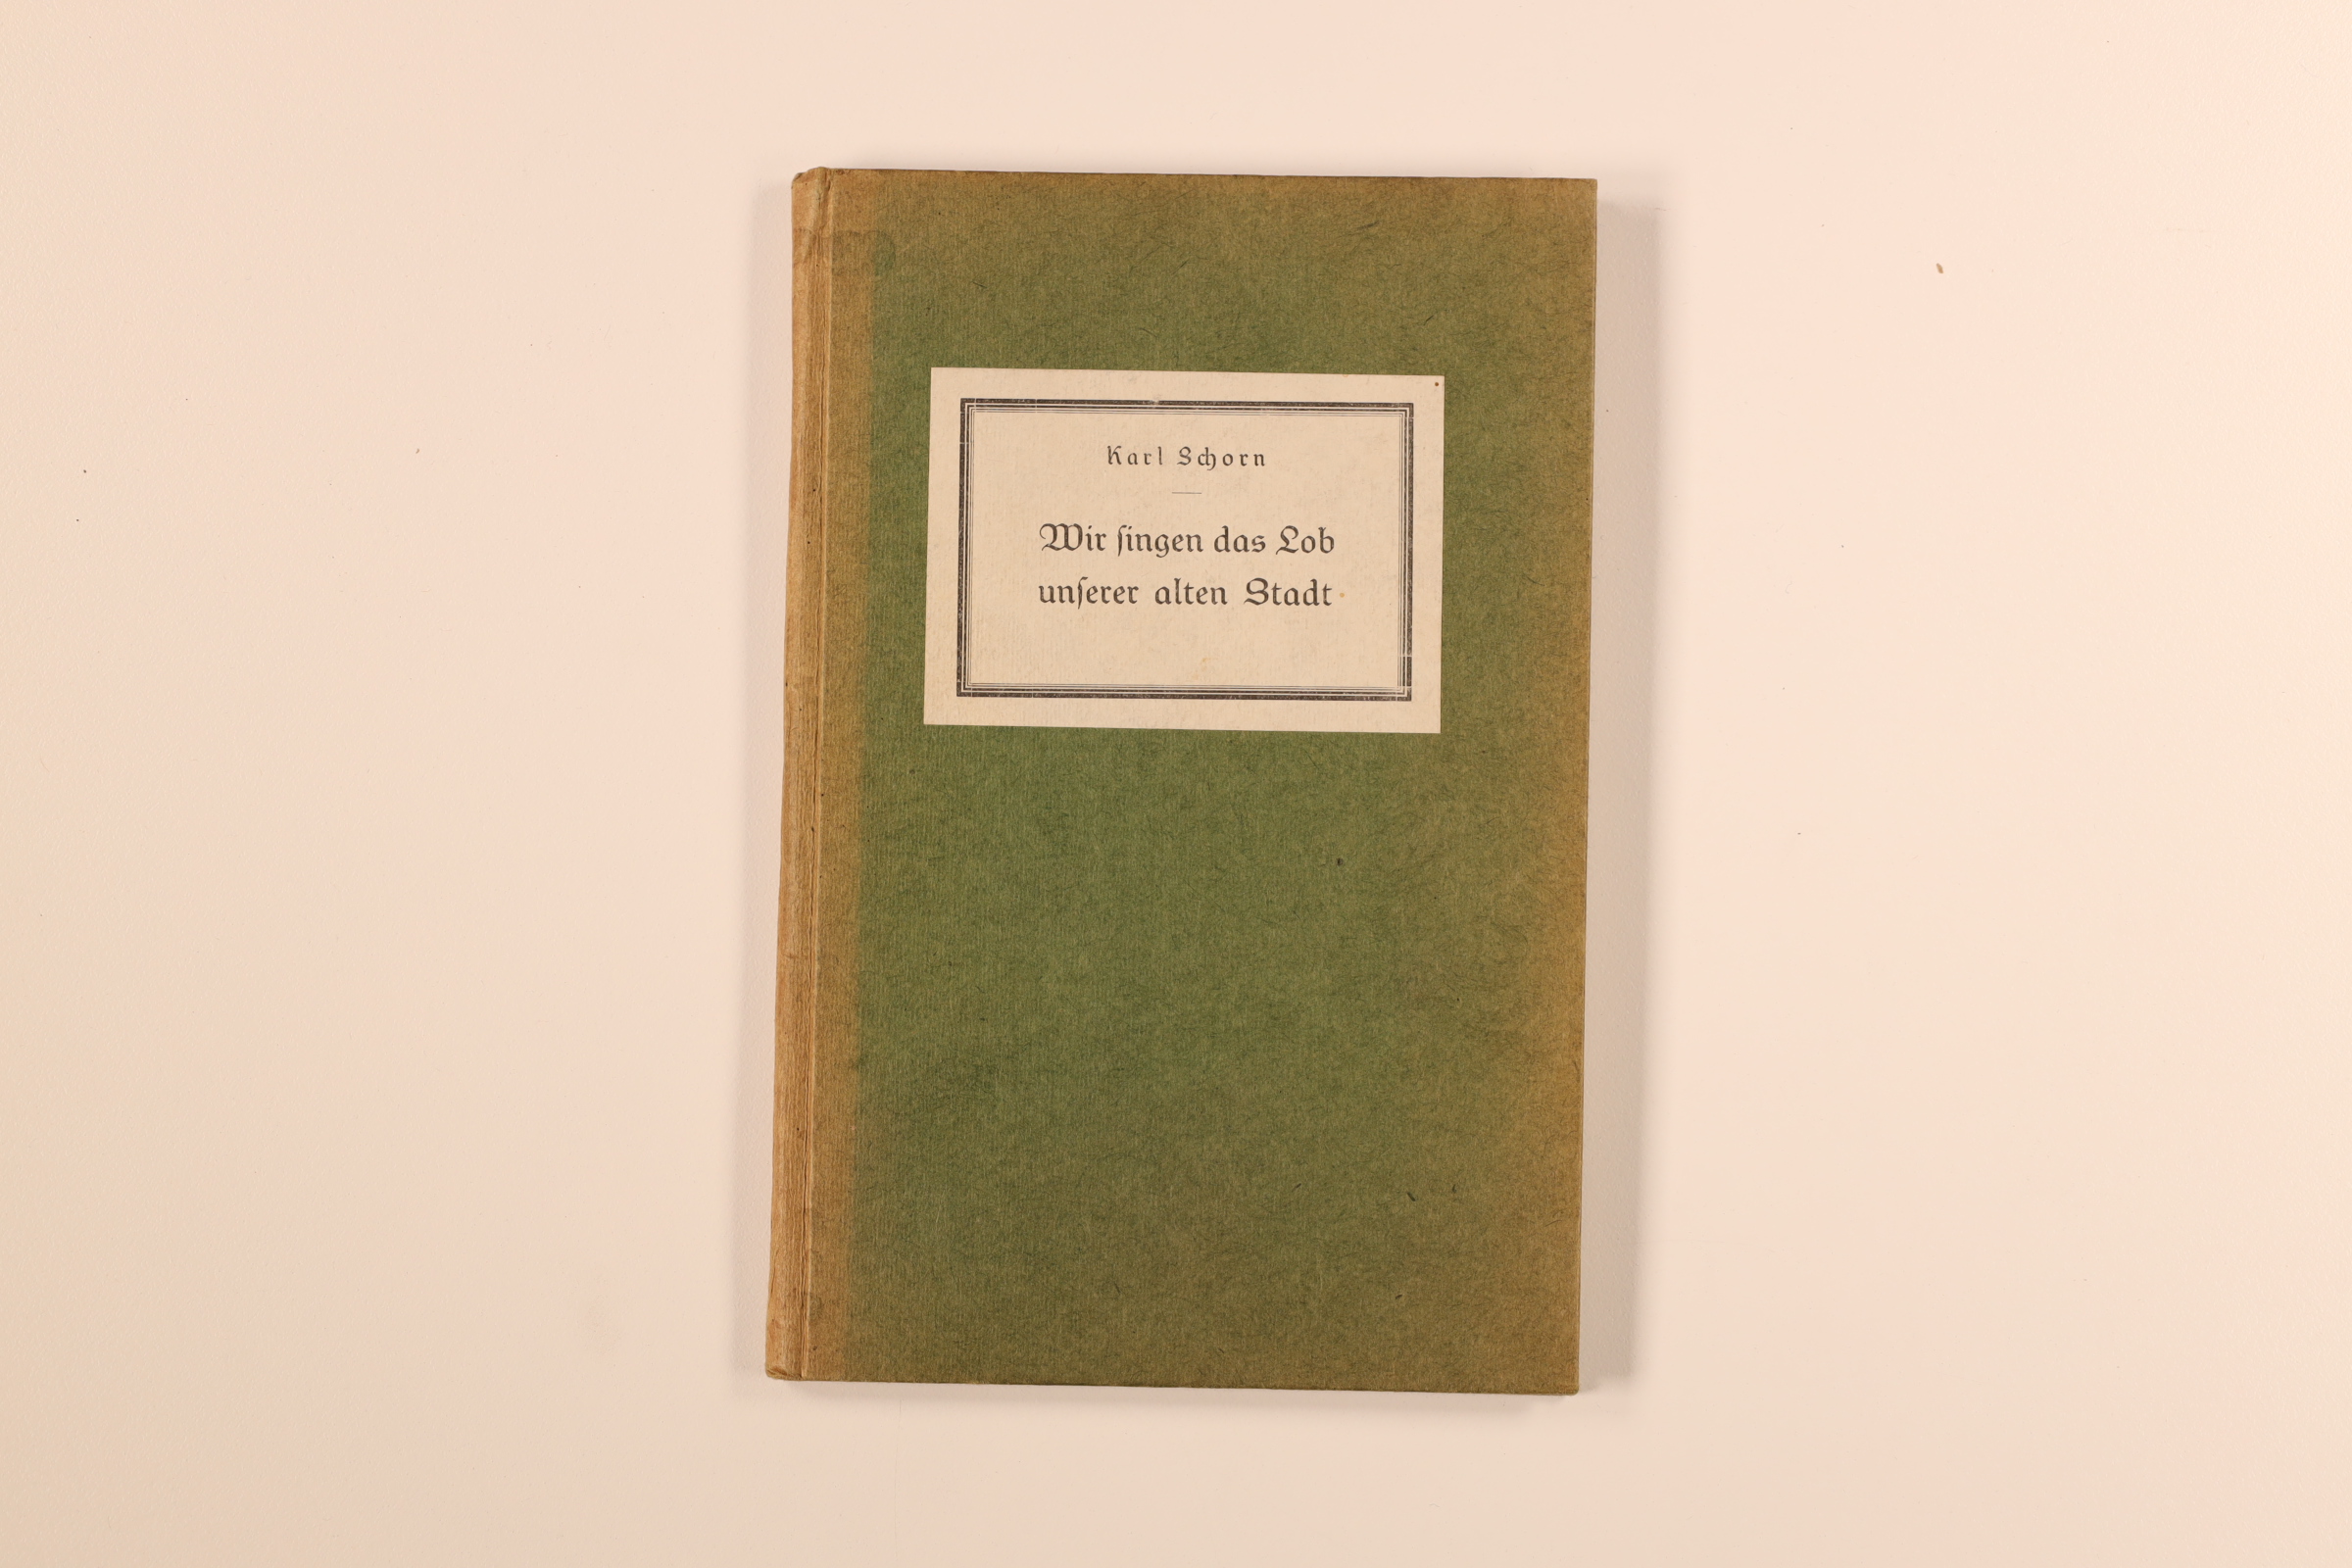 Karl Schorn
Wir ſingen das Lob
unſerer alten Stadt